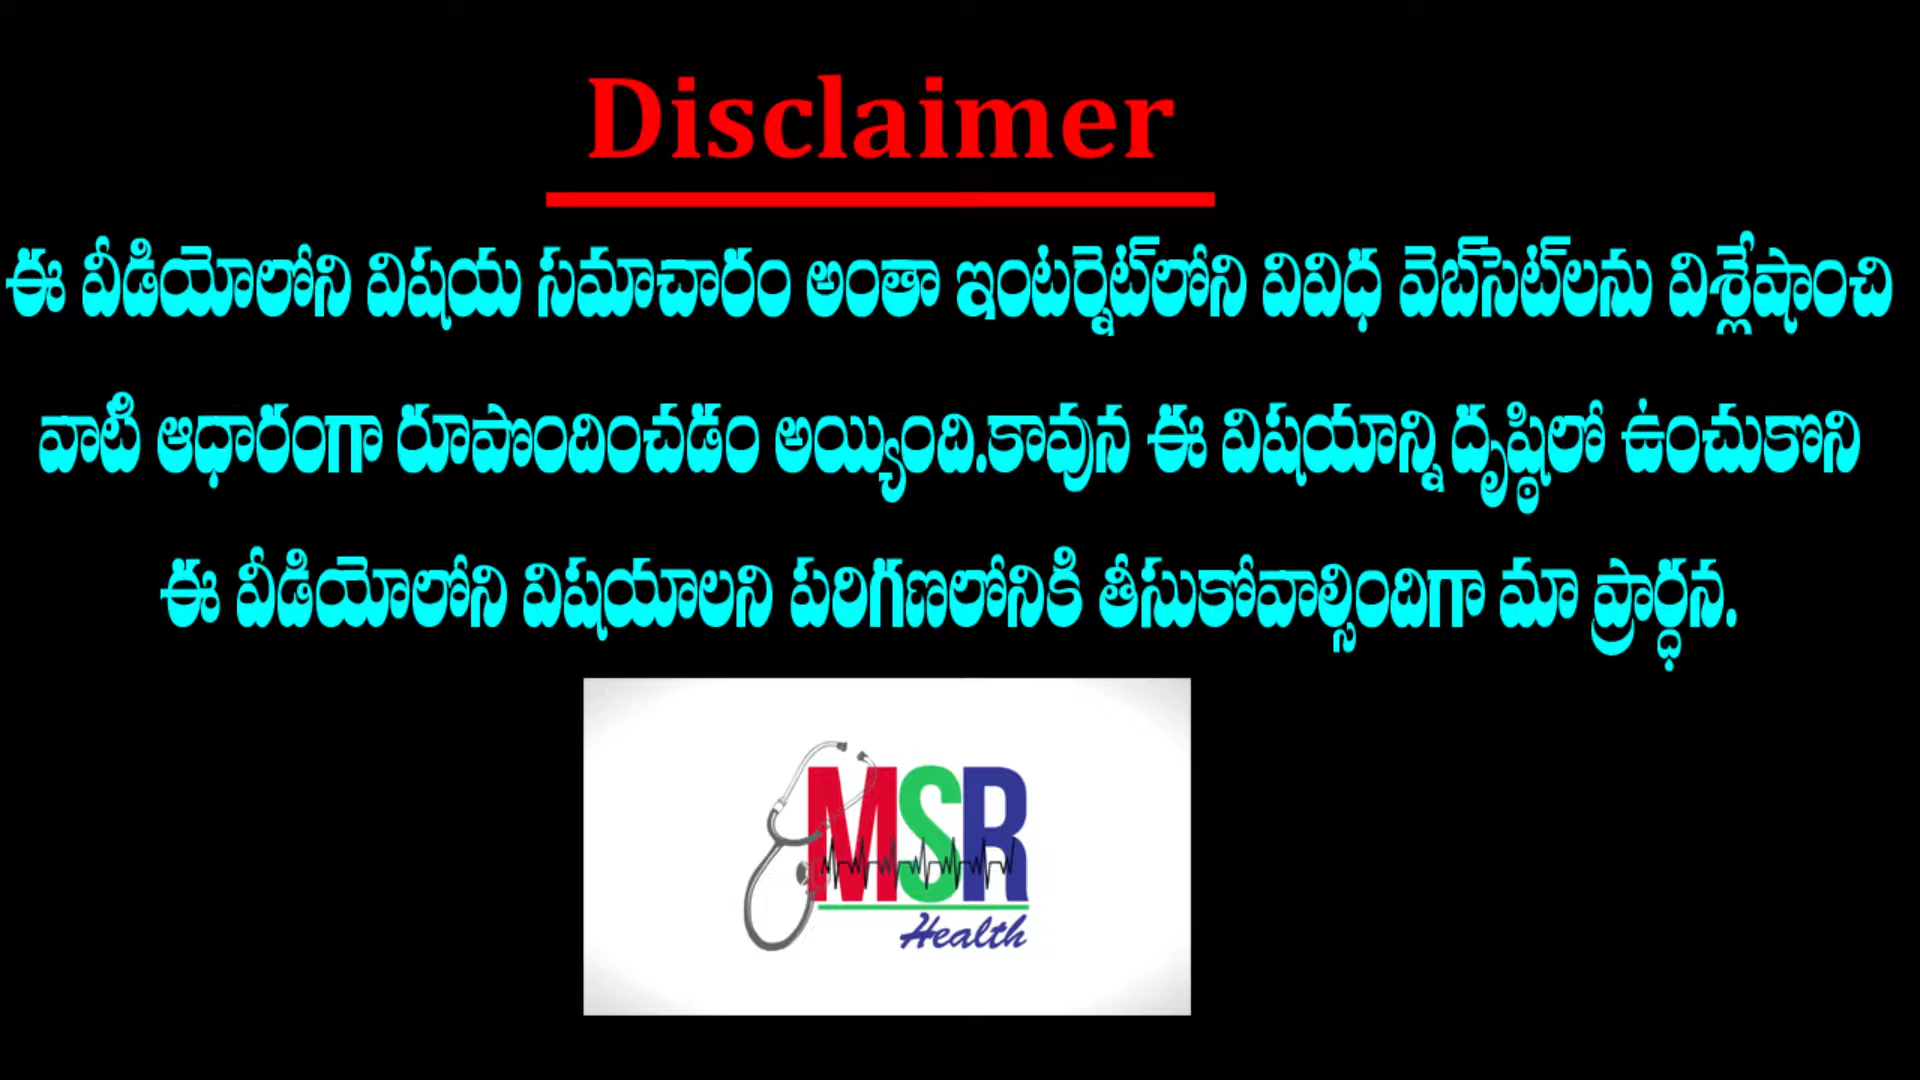 Disclaimer
ఈ వీడియోలోని విషయ సమాచారం అంతా ఇంటర్నెట్‌లోని వివిధ వెబ్‌సెట్‌లను విశ్లేషాంచి
వాటి ఆధారంగా రూపొందించడం అయ్యింది.కావున ఈ విషయాన్ని దృష్ఠిలో ఉంచుకొని
ఈ వీడియోలోని విషయాలని పరిగణలోనికి తీసుకోవాల్సిందిగా మా ప్రార్ధన.
MSR
Health